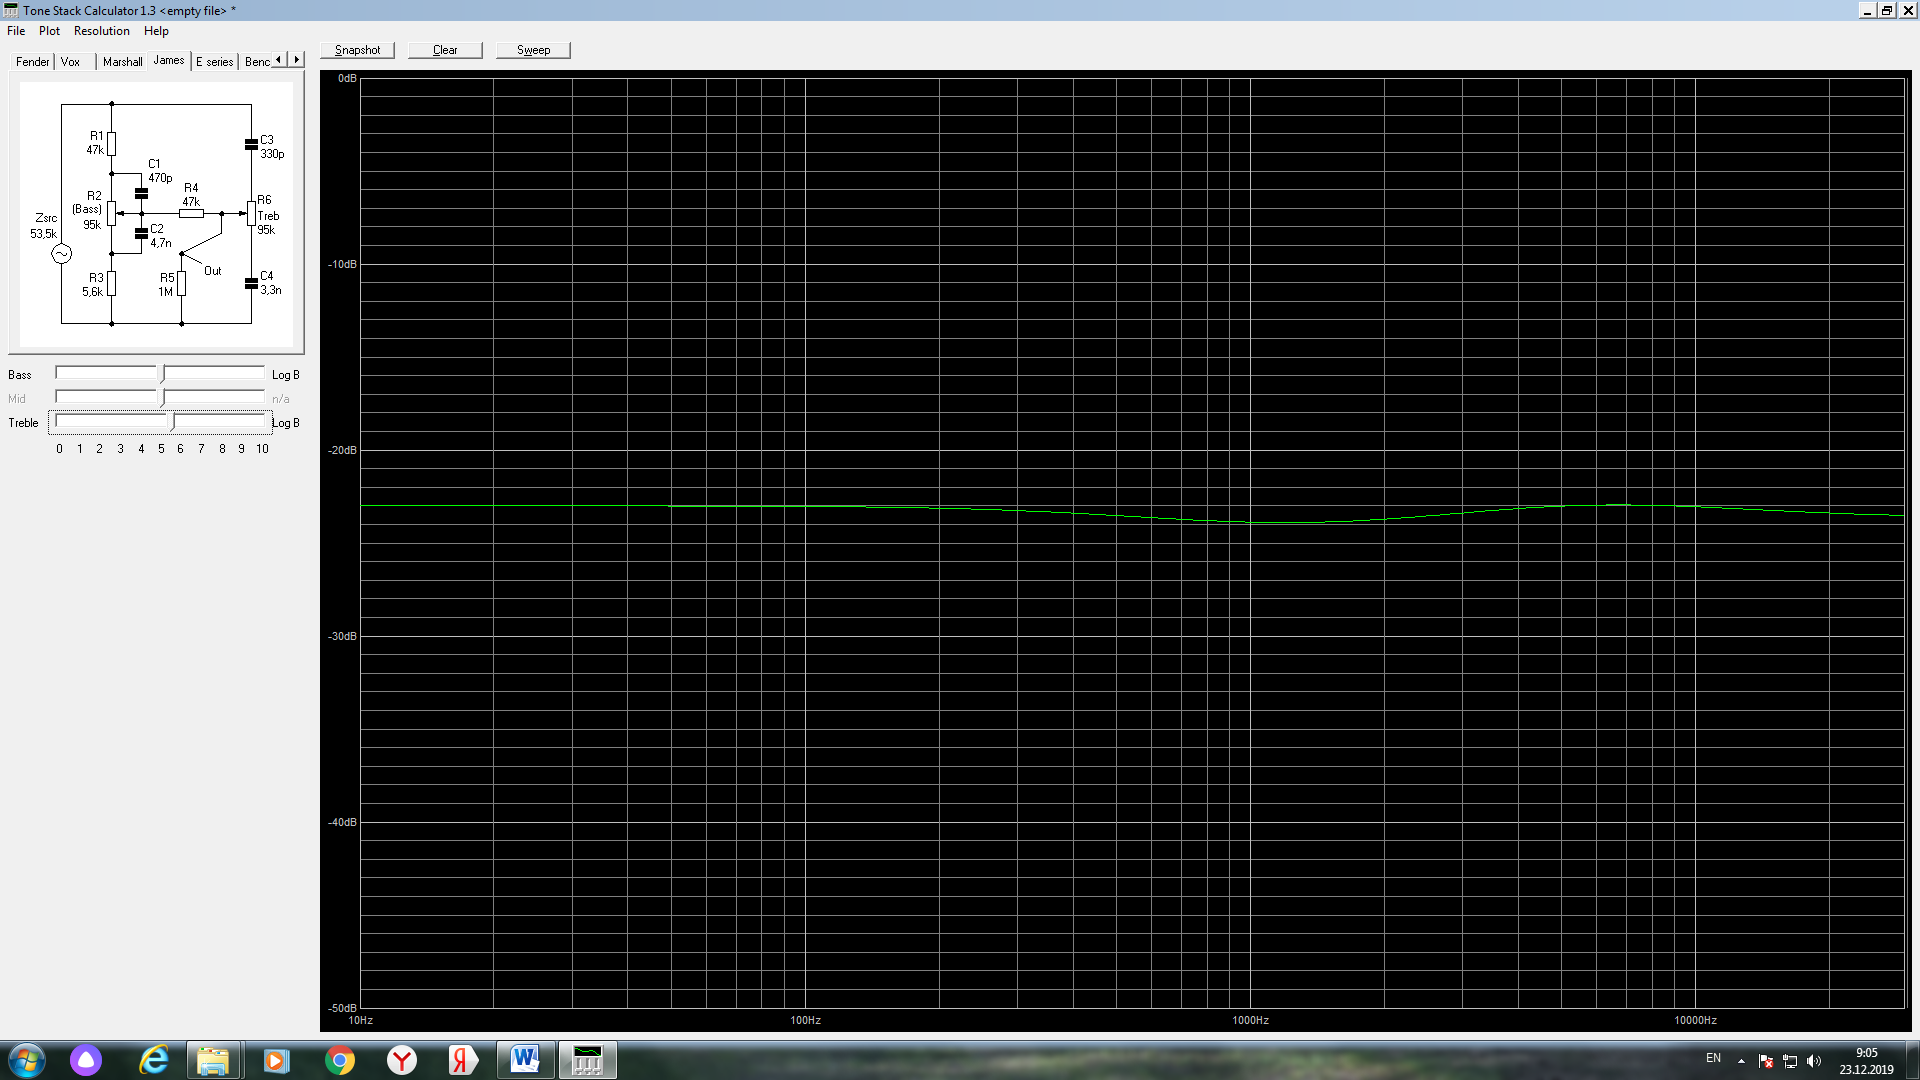 Tone Stack Calculator 1.3 <empty file> *
File Plot Resolution Help
Snapshot Clear Sweep
Fender Vox Marshall James E series Benc
R1
47k
C1
470p
R2
(Bass)
95k
R4
47k
C3
330p
R6
Treb
95k
Zsrc
53,5k
C2
4,7n
Out
R3
5,6k
R5
1M
C4
3,3n
Bass Log B
Mid n/a
Treble Log B
0 1 2 3 4 5 6 7 8 9 10
0dB
-10dB
-20dB
-30dB
-40dB
-50dB
10Hz 100Hz 1000Hz 10000Hz
EN
9:05
23.12.2019